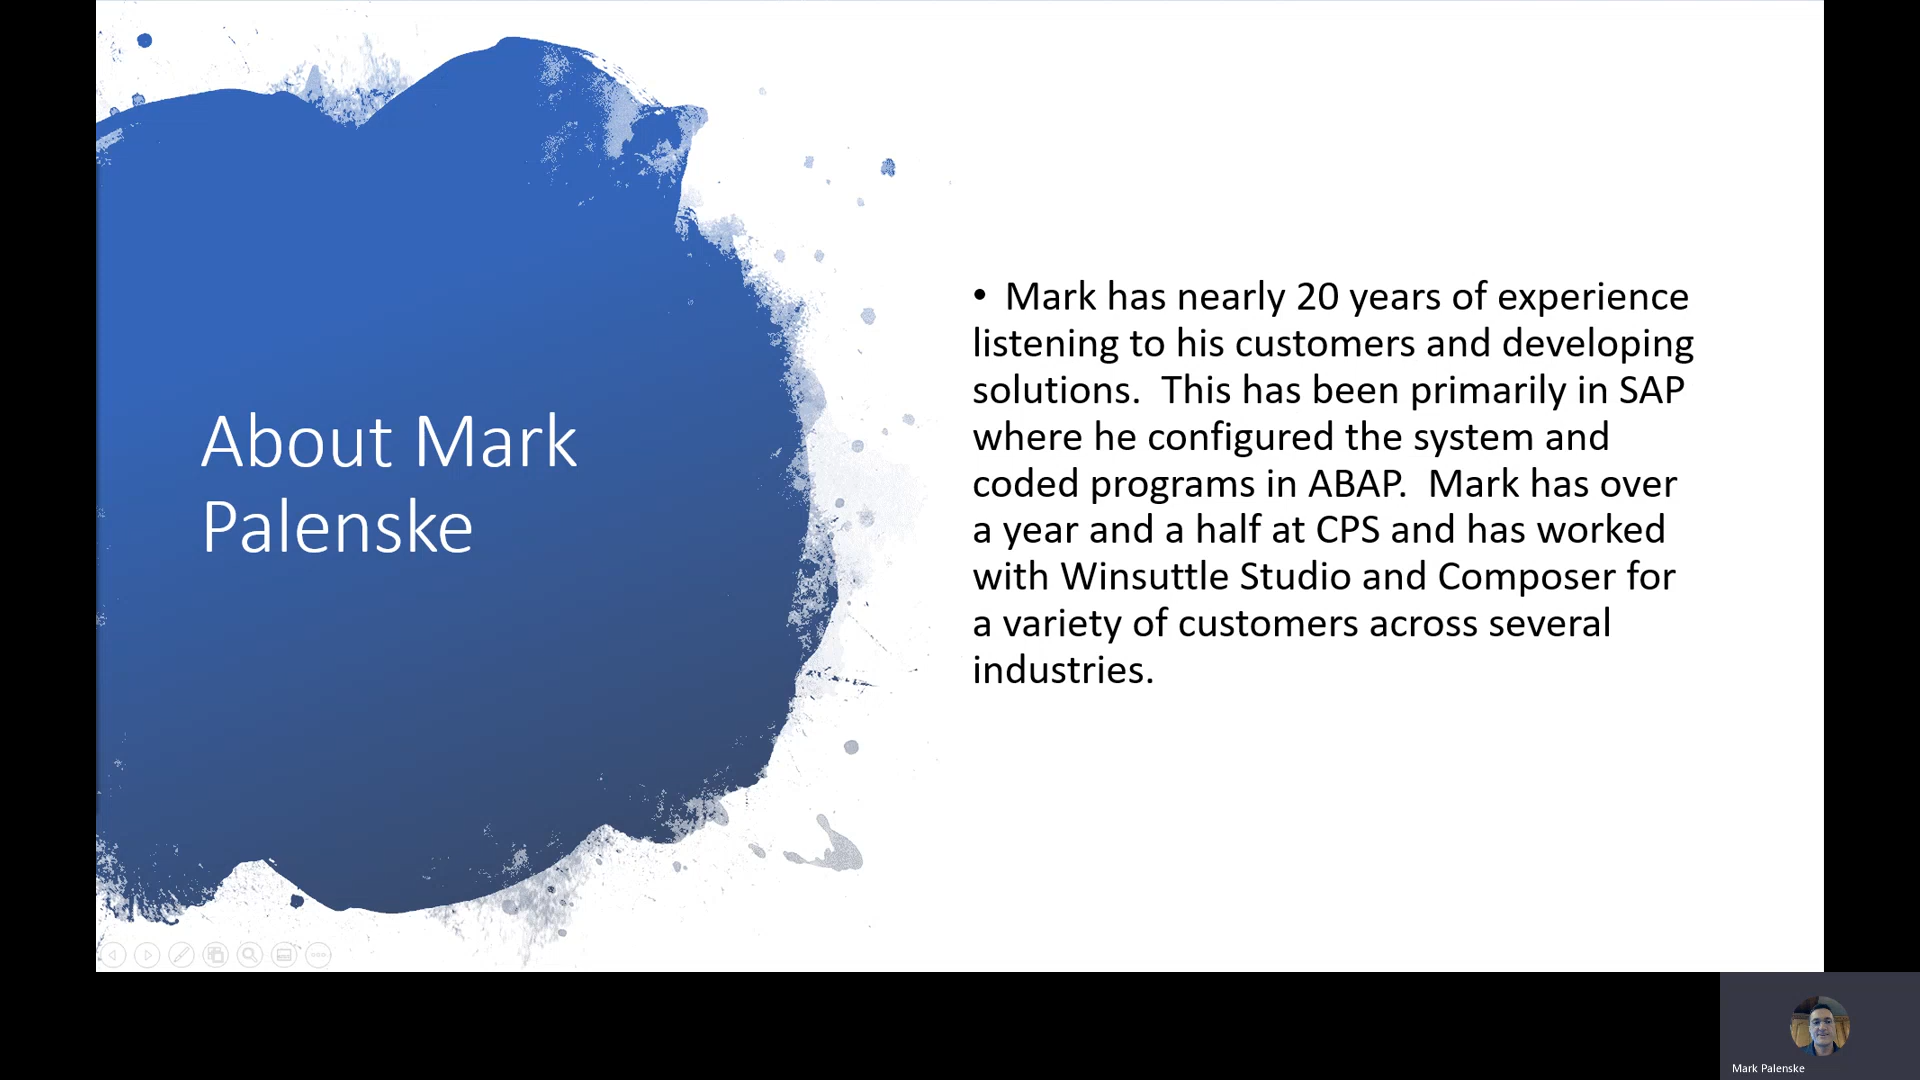 About Mark
Palenske
• Mark has nearly 20 years of experience
listening to his customers and developing
solutions.  This has been primarily in SAP
where he configured the system and
coded programs in ABAP.  Mark has over
a year and a half at CPS and has worked
with Winsuttle Studio and Composer for
a variety of customers across several
industries.
Mark Palenske